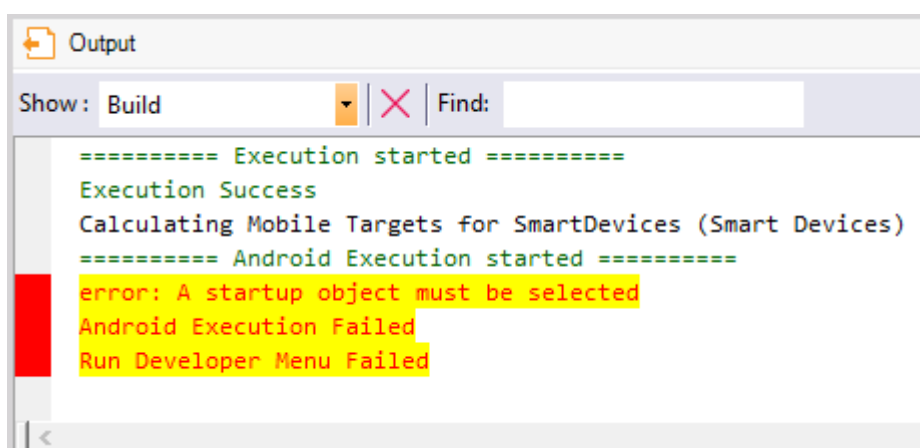 Output
Show: Build Find:
========== Execution started ==========
Execution Success
Calculating Mobile Targets for SmartDevices (Smart Devices)
========== Android Execution started ==========
error: A startup object must be selected
Android Execution Failed
Run Developer Menu Failed